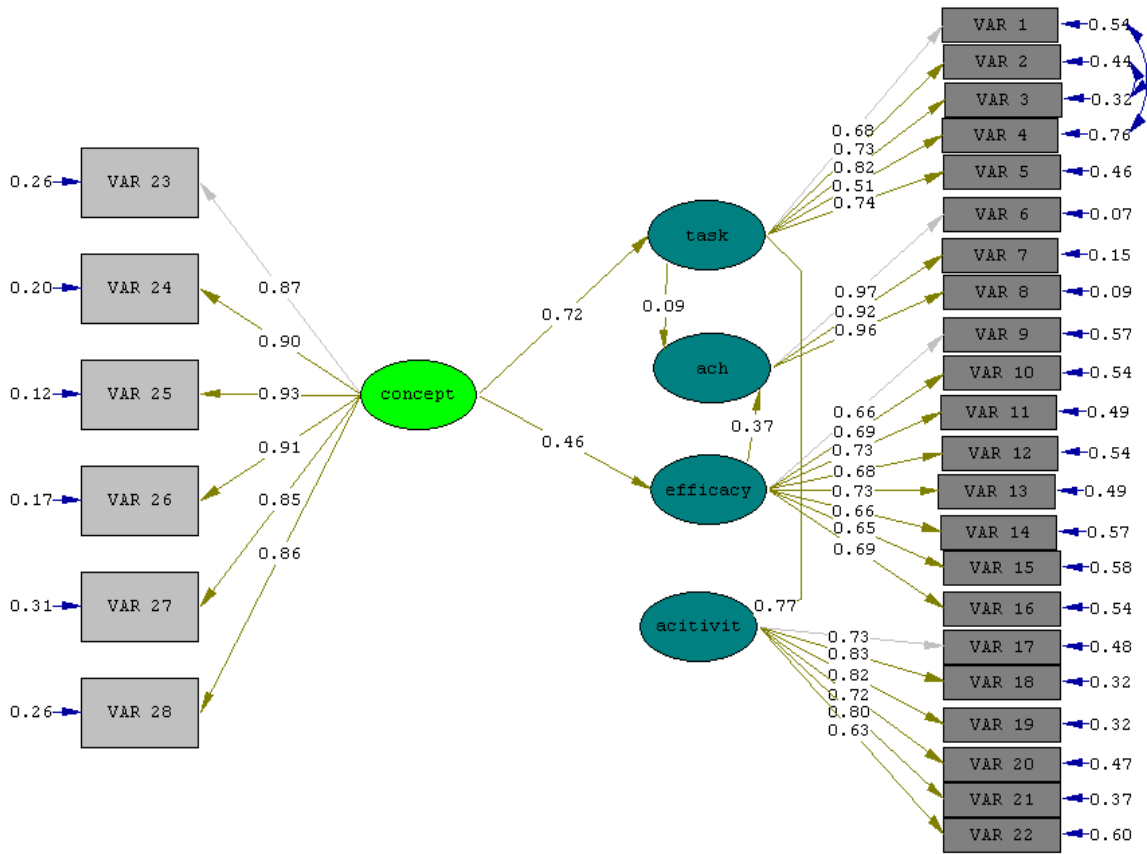 VAR 1
0.54
VAR 2
0.44
VAR 3
0.32
VAR 4
0.76
VAR 5
0.46
VAR 6
0.07
VAR 7
0.15
VAR 8
0.09
VAR 9
0.57
VAR 10
0.54
VAR 11
0.49
VAR 12
0.54
VAR 13
0.49
VAR 14
0.57
VAR 15
0.58
VAR 16
0.54
VAR 17
0.48
VAR 18
0.32
VAR 19
0.32
VAR 20
0.47
VAR 21
0.37
VAR 22
0.60
0.68
0.73
0.82
0.51
0.74
0.97
0.92
0.96
0.66
0.69
0.73
0.68
0.73
0.66
0.65
0.69
0.77
0.73
0.83
0.82
0.72
0.80
0.63
task
0.09
ach
0.37
efficacy
acitivit
0.72
0.46
concept
0.87
0.90
0.93
0.91
0.85
0.86
0.26
VAR 23
0.20
VAR 24
0.12
VAR 25
0.17
VAR 26
0.31
VAR 27
0.26
VAR 28